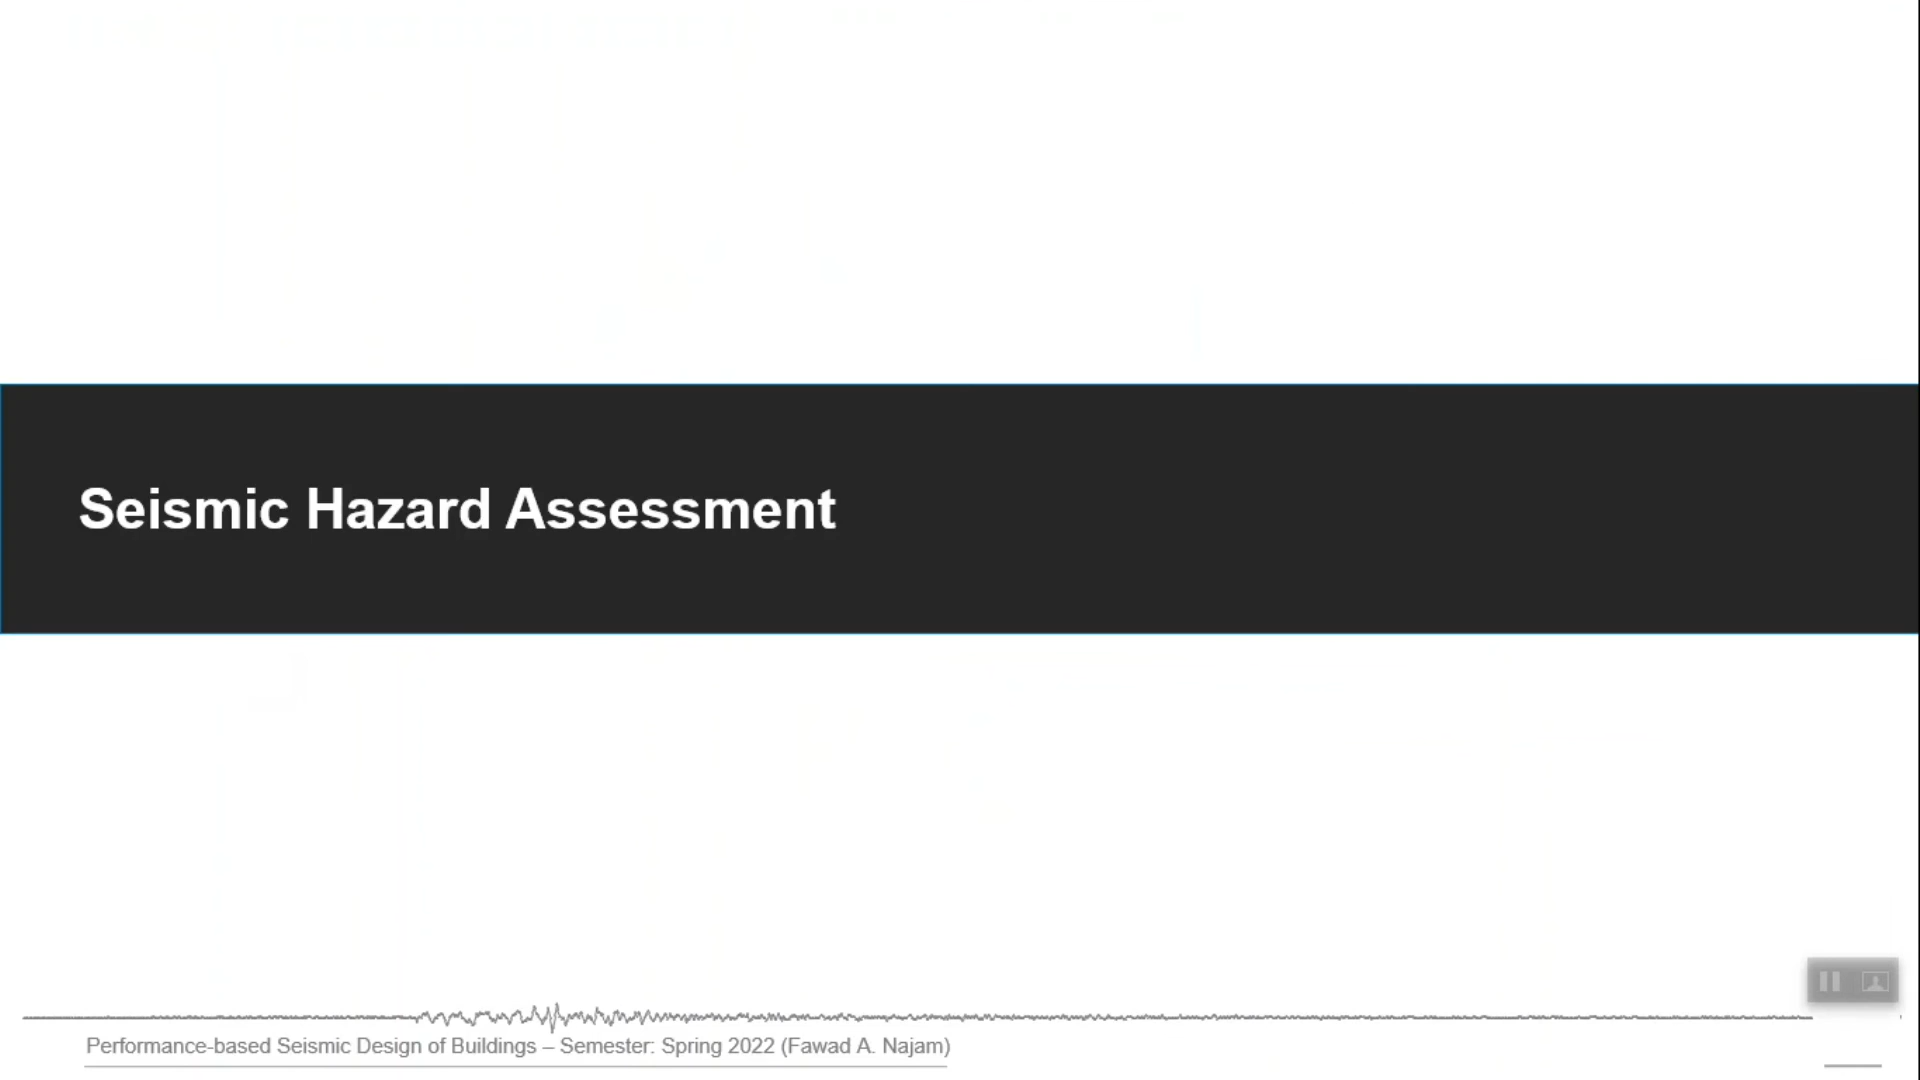 Seismic Hazard Assessment
Performance-based Seismic Design of Buildings – Semester: Spring 2022 (Fawad A. Najam)